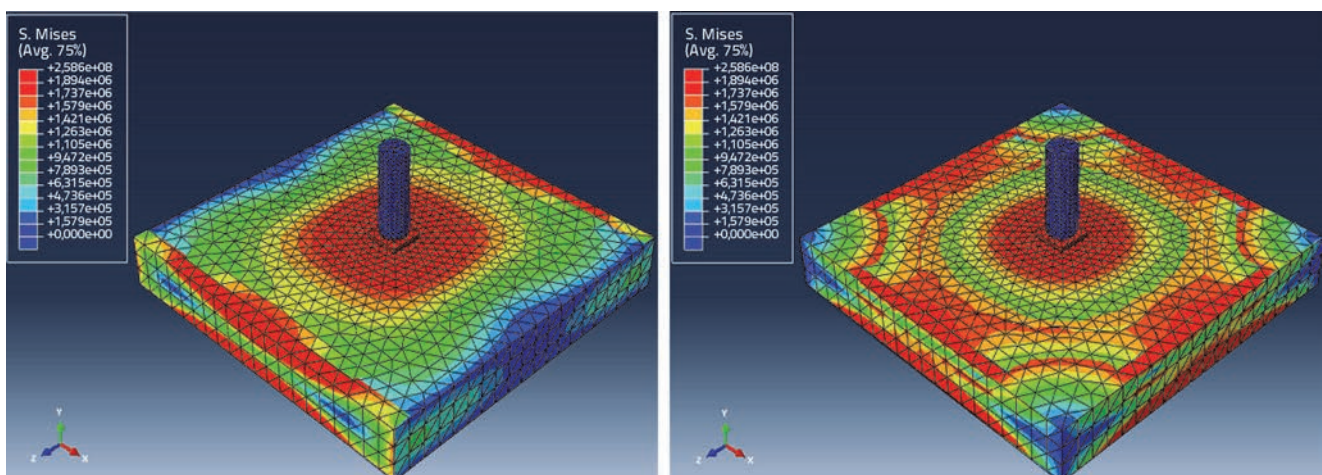 S. Mises
(Avg. 75%)
+2,586e+08
+1,894e+06
+1,737e+06
+1,579e+06
+1,421e+06
+1,263e+06
+1,105e+06
+9,472e+05
+7,893e+05
+6,315e+05
+4,736e+05
+3,157e+05
+1,579e+05
+0,000e+00
Y
Z
X
S. Mises
(Avg. 75%)
+2,586e+08
+1,894e+06
+1,737e+06
+1,579e+06
+1,421e+06
+1,263e+06
+1,105e+06
+9,472e+05
+7,893e+05
+6,315e+05
+4,736e+05
+3,157e+05
+1,579e+05
+0,000e+00
Y
Z
X